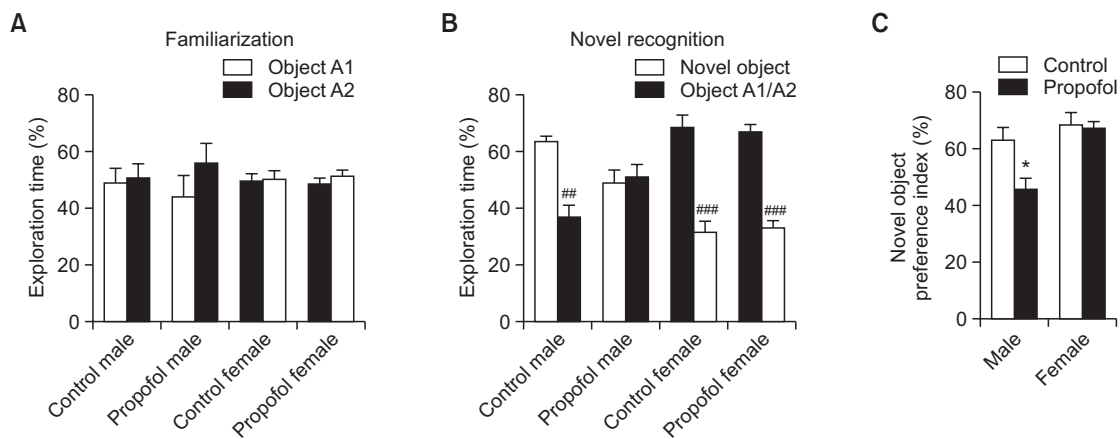 A
Familiarization
Object A1
Object A2
Exploration time (%)
80
60
40
20
0
Control male
Propofol male
Control female
Propofol female
B
Novel recognition
Novel object
Object A1/A2
Exploration time (%)
80
60
40
20
0
##
###
###
Control male
Propofol male
Control female
Propofol female
C
Control
Propofol
Novel object
preference index (%)
80
60
40
20
0
*
Male
Female